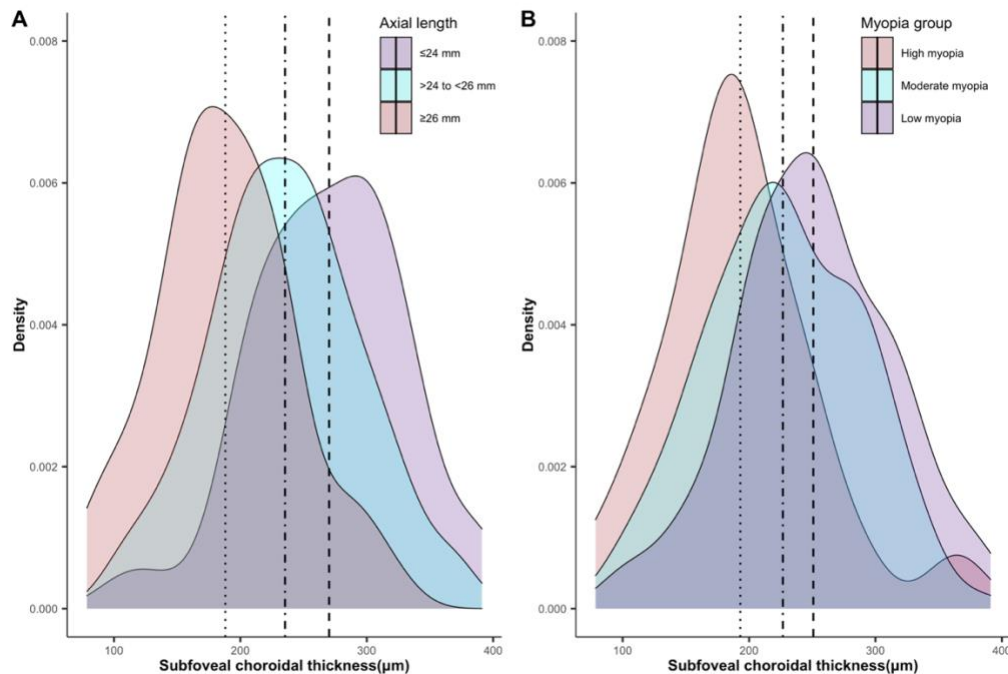 A
Axial length
≤24 mm
>24 to <26 mm
≥26 mm
0.008
0.006
0.004
0.002
0.000
Density
100
200
300
400
Subfoveal choroidal thickness(µm)
B
Myopia group
High myopia
Moderate myopia
Low myopia
0.008
0.006
0.004
0.002
0.000
Density
100
200
300
400
Subfoveal choroidal thickness(µm)